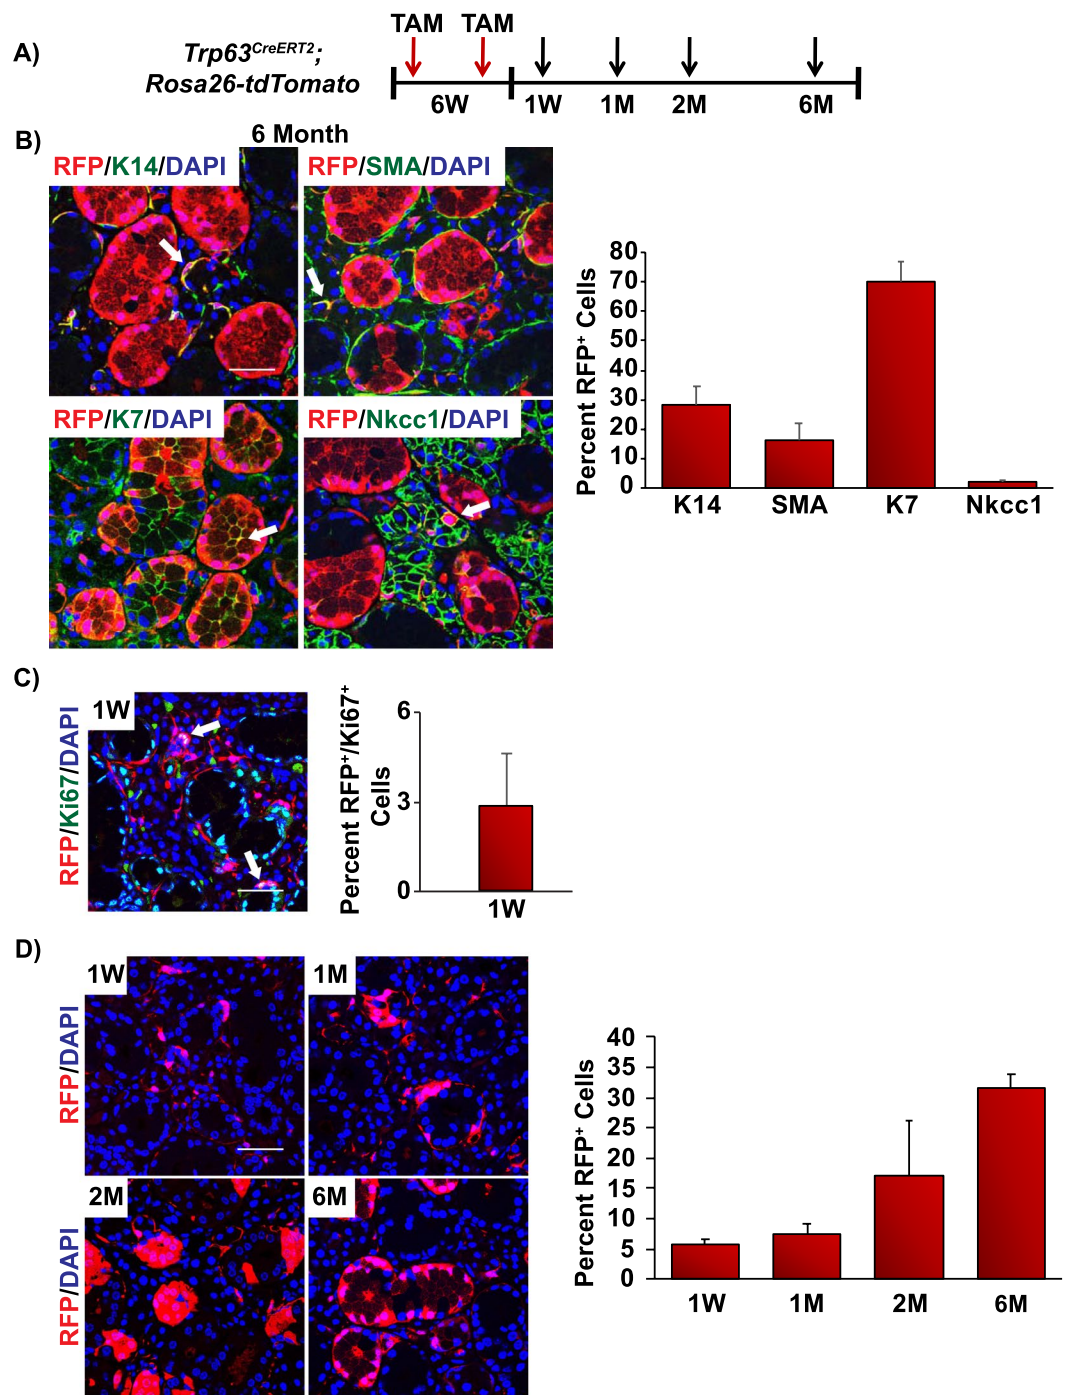 A)
Trp63CreERT2;
Rosa26-tdTomato
TAM TAM
6W 1W 1M 2M 6M
B)
6 Month
RFP/K14/DAPI
RFP/SMA/DAPI
RFP/K7/DAPI
RFP/Nkcc1/DAPI
Percent RFP+ Cells
80
70
60
50
40
30
20
10
0
K14 SMA K7 Nkcc1
C)
RFP/Ki67/DAPI
1W
Percent RFP+/Ki67+
Cells
6
3
0
1W
D)
RFP/DAPI
1W
1M
RFP/DAPI
2M
6M
Percent RFP+ Cells
40
35
30
25
20
15
10
5
0
1W 1M 2M 6M